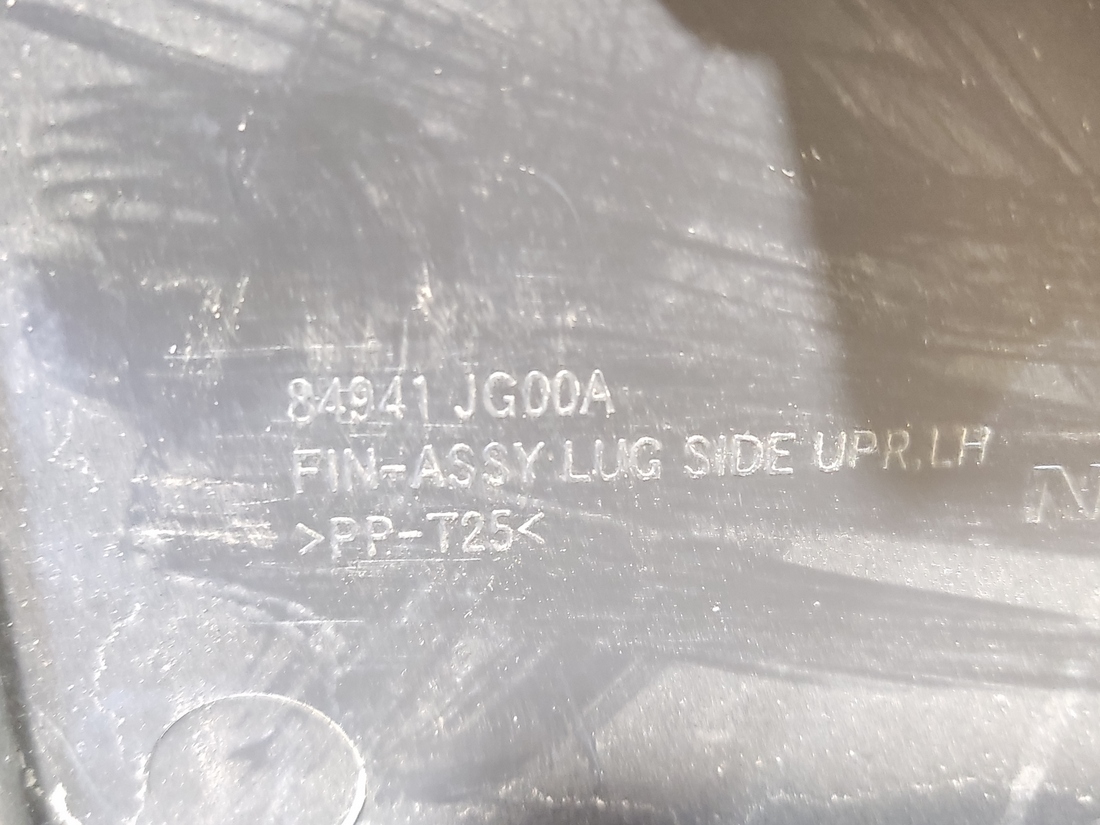 84941 JG00A
FIN-ASSY LUG SIDE UPR,LH
>PP-T25<
N